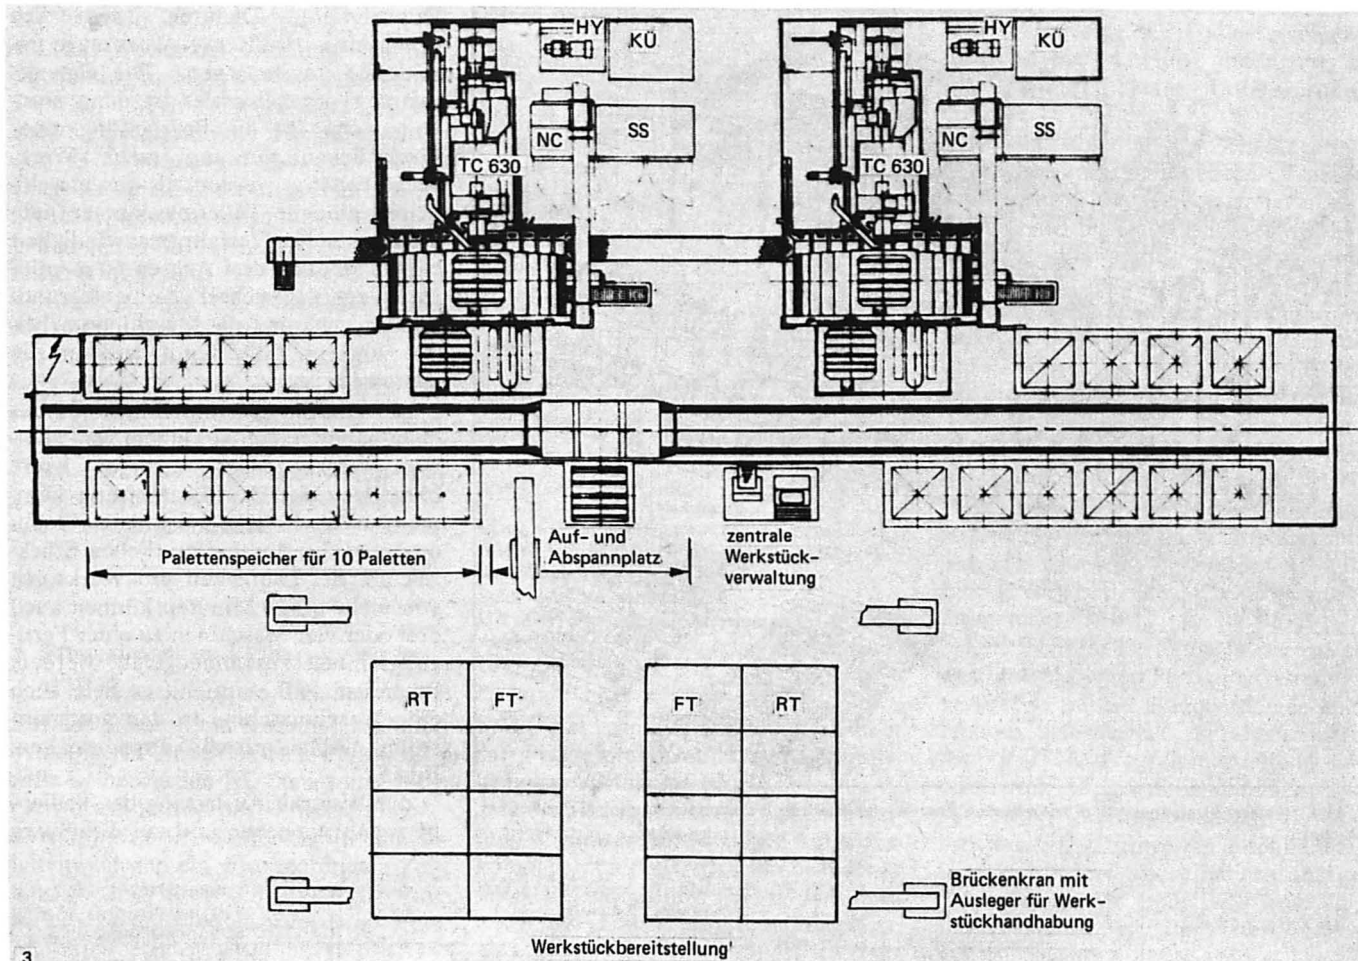 HY
KÜ
HY
KÜ
NC
SS
NC
SS
TC 630
TC 630
Palettenspeicher für 10 Paletten
Auf- und
Abspannplatz
zentrale
Werkstück-
verwaltung
RT
FT
FT
RT
Brückenkran mit
Ausleger für Werk-
stückhandhabung
Werkstückbereitstellung
3